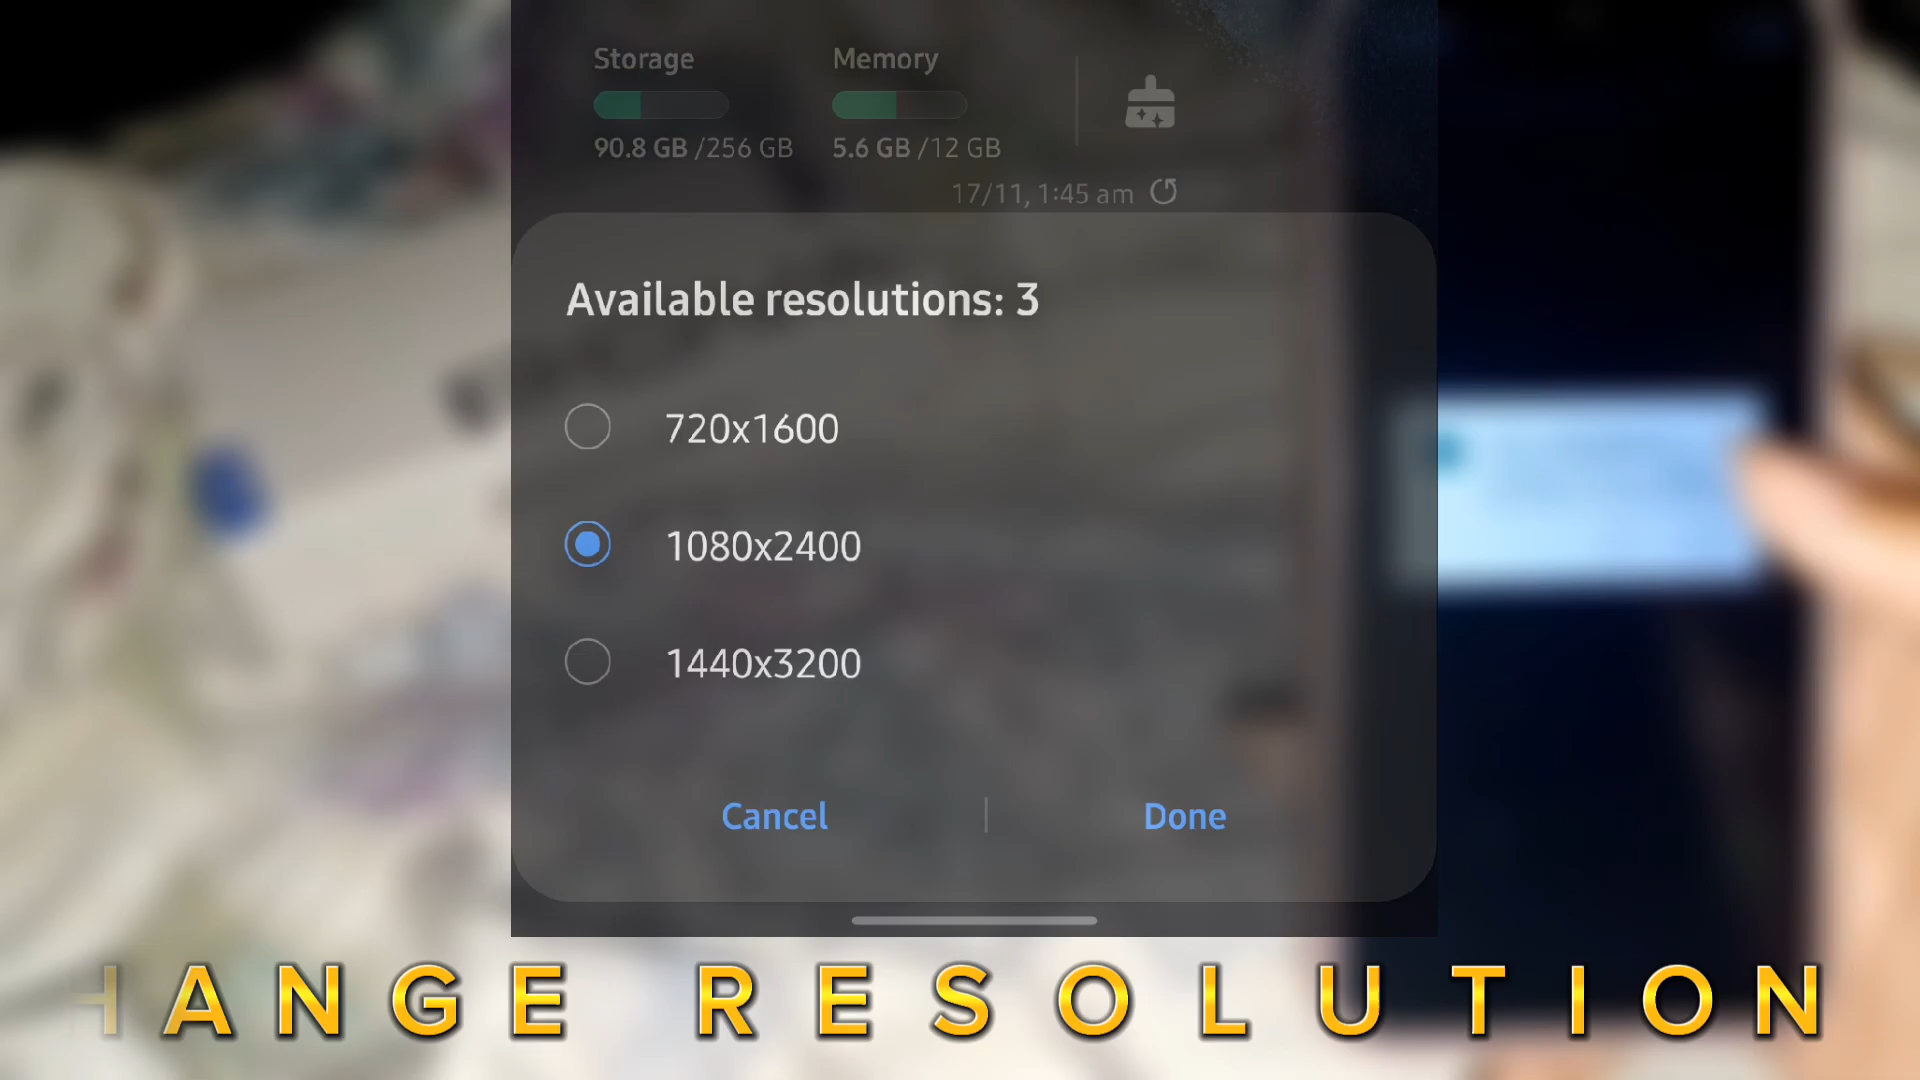 Storage Memory
90.8 GB /256 GB 5.6 GB /12 GB
17/11, 1:45 am
Available resolutions: 3
720x1600
1080x2400
1440x3200
Cancel Done
HANGE RESOLUTION